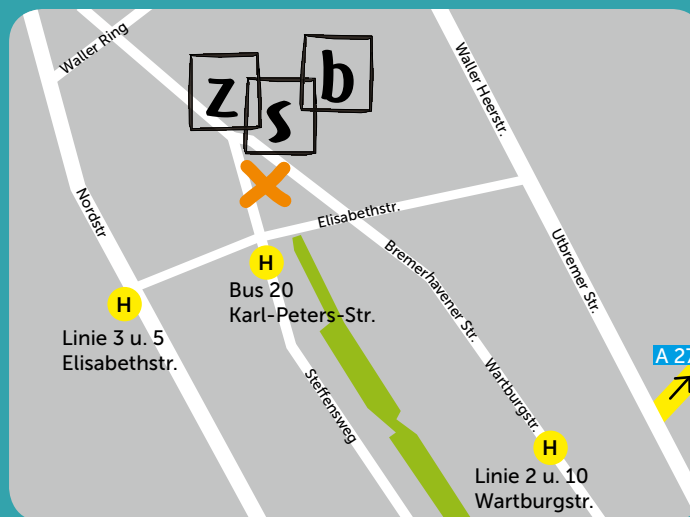 Waller Ring
z
s
b
Waller Heerstr.
Nordstr
Elisabethstr.
Utbremer Str.
Bremerhavener Str.
H
Bus 20
Karl-Peters-Str.
H
Linie 3 u. 5
Elisabethstr.
Steffensweg
Wartburgstr.
A 27
H
Linie 2 u. 10
Wartburgstr.